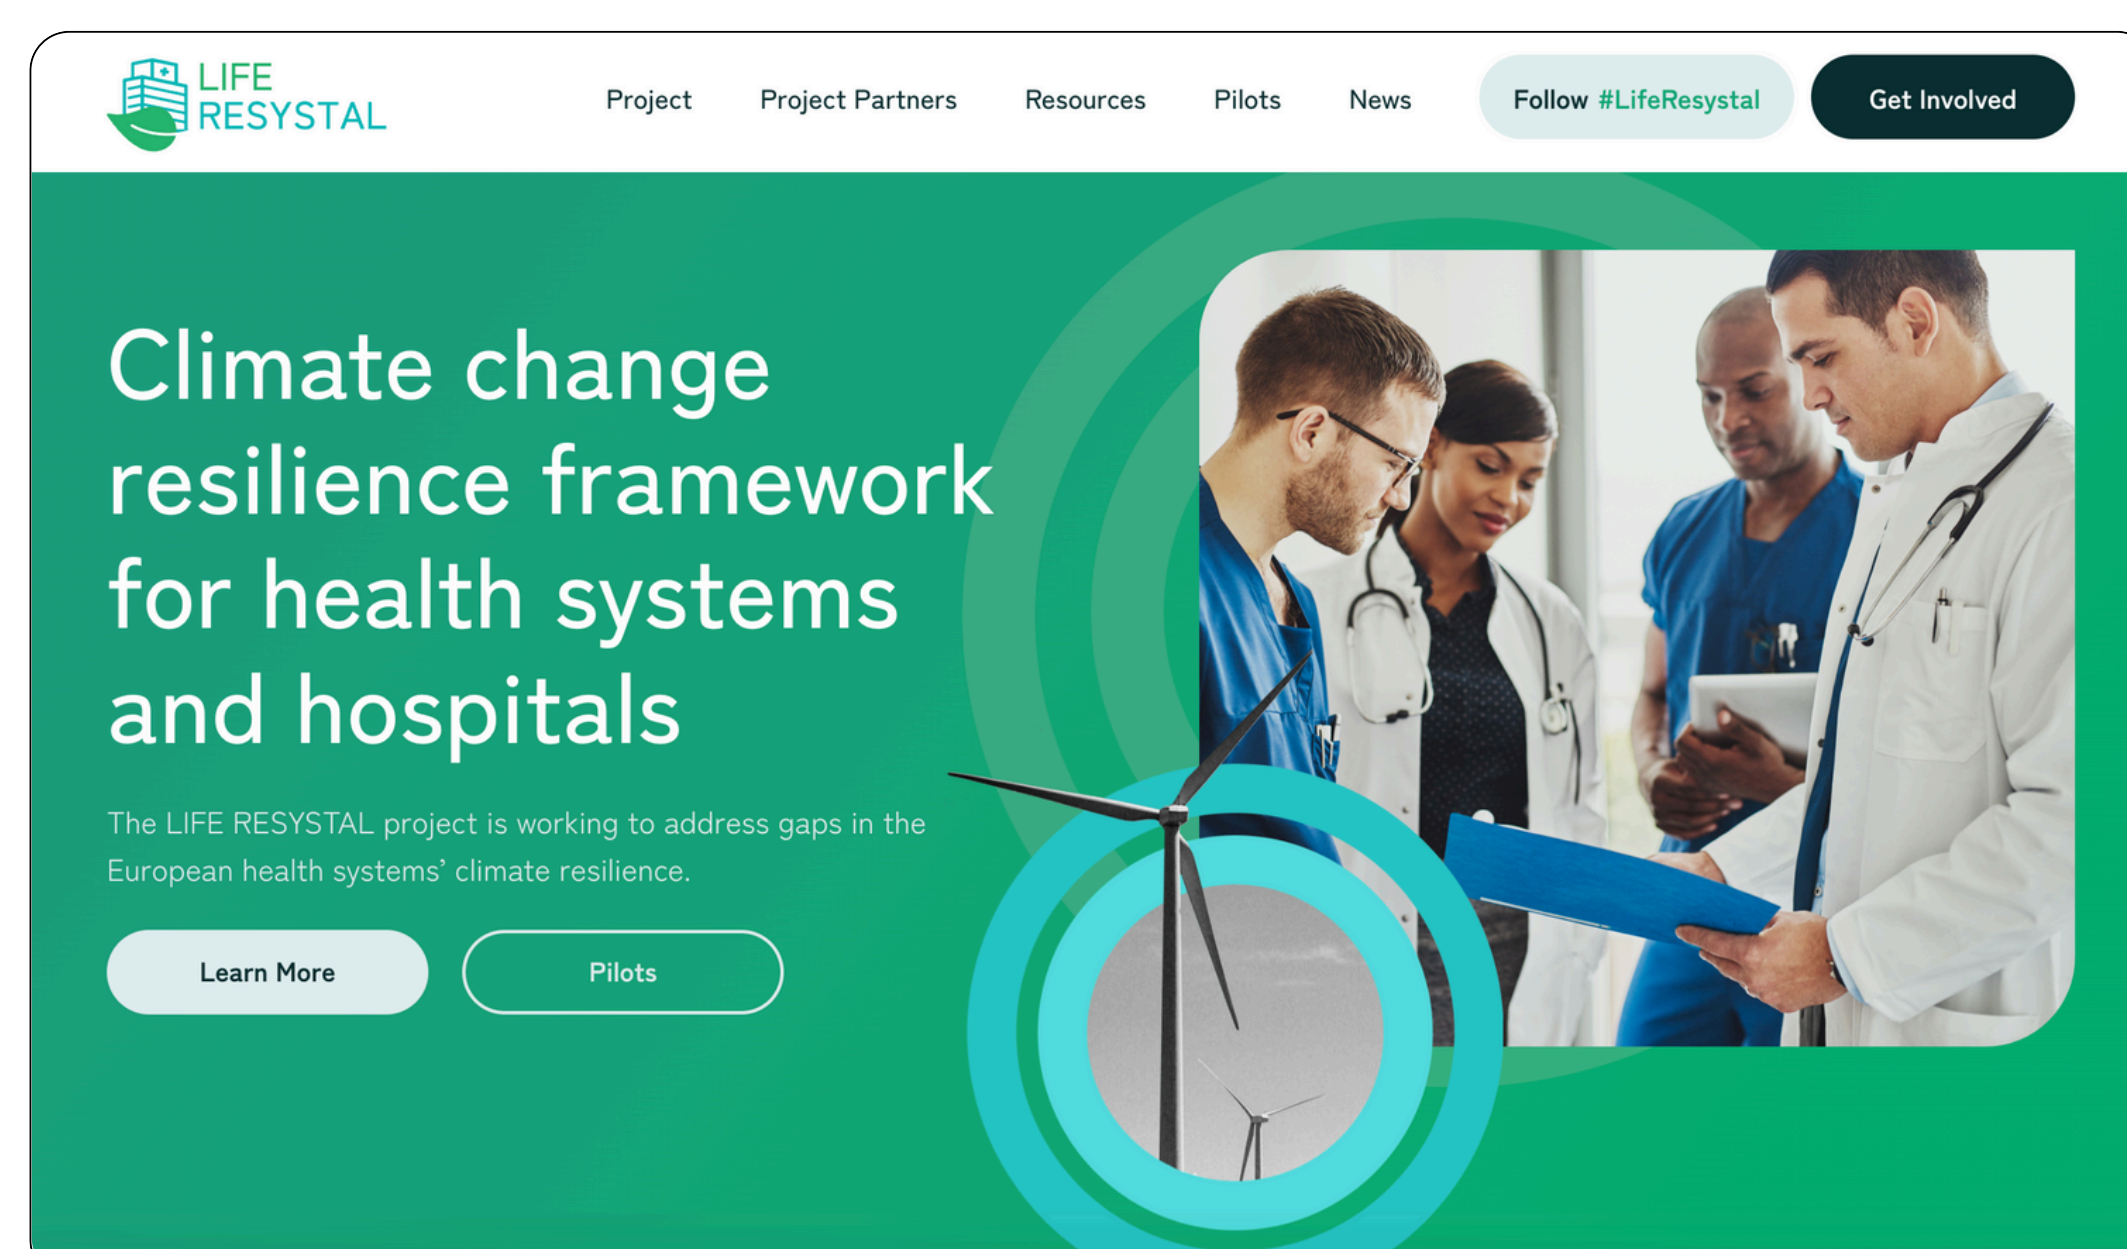 LIFE
RESYSTAL
Project
Project Partners
Resources
Pilots
News
Follow #LifeResystal
Get Involved
Climate change
resilience framework
for health systems
and hospitals
The LIFE RESYSTAL project is working to address gaps in the
European health systems’ climate resilience.
Learn More
Pilots